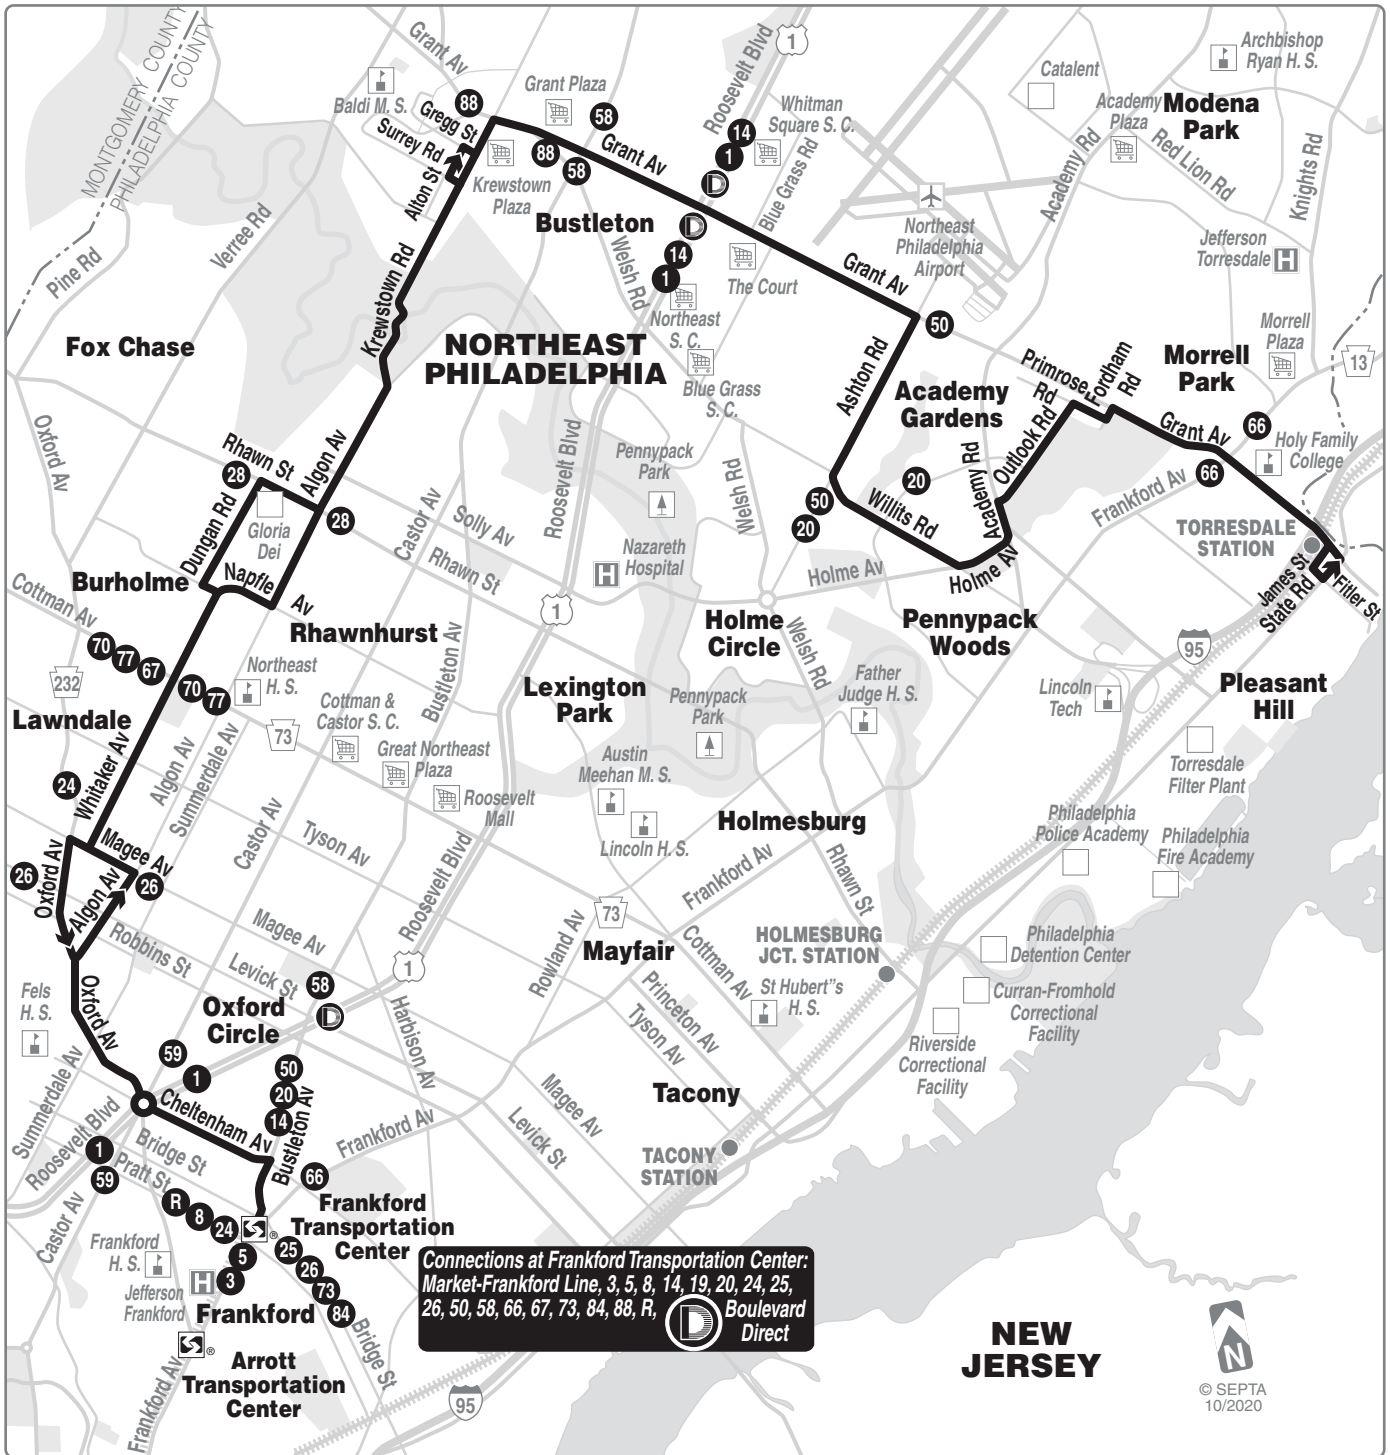 MONTGOMERY COUNTY
PHILADELPHIA COUNTY
Grant Av
Baldi M. S.
88
Gregg St
Surrey Rd
Alton St
Grant Plaza
58
Grant Av
88
58
Krewstown
Plaza
Bustleton
Roosevelt Blvd
1
Whitman
Square S. C.
14
1
D
Blue Grass Rd
D
14
1
Welsh Rd
Northeast
S. C.
The Court
Blue Grass
S. C.
Catalent
Archbishop
Ryan H. S.
Academy
Plaza
Modena
Park
Red Lion Rd
Academy Rd
Knights Rd
Northeast
Philadelphia
Airport
Jefferson
Torresdale
H
Grant Av
50
Pine Rd
Verree Rd
Krewstown Rd
Fox Chase
NORTHEAST
PHILADELPHIA
Ashton Rd
Academy
Gardens
Primrose
Rd
Fordham
Rd
Morrell
Park
Morrell
Plaza
13
Outlook Rd
Academy Rd
Grant Av
66
Holy Family
College
66
Frankford Av
Oxford Av
Rhawn St
28
Algon Av
Dungan Rd
Gloria
Dei
28
Napfle
Av
Burholme
Rhawnhurst
Castor Av
Solly Av
Rhawn St
Roosevelt Blvd
Pennypack
Park
Welsh Rd
Nazareth
Hospital
H
50
20
20
Willits Rd
Holme Av
Holme Av
TORRESDALE
STATION
James St
State Rd
Fitler St
1
Holme
Circle
Welsh Rd
Pennypack
Woods
95
Pleasant
Hill
Cottman Av
70
77
67
70
77
232
Northeast
H. S.
Lawndale
73
Cottman &
Castor S. C.
Bustleton Av
Great Northeast
Plaza
Roosevelt
Mall
Lexington
Park
Pennypack
Park
Father
Judge H. S.
Lincoln
Tech
Torresdale
Filter Plant
Austin
Meehan M. S.
Lincoln H. S.
Holmesburg
Philadelphia
Police Academy
Philadelphia
Fire Academy
24
Whitaker Av
Algon Av
Summerdale Av
Castor Av
Tyson Av
Roosevelt Blvd
Magee Av
26
Oxford Av
Algon Av
26
Robbins St
Magee Av
Levick St
Frankford Av
Rhawn St
73
Rowland Av
Mayfair
Cottman Av
HOLMESBURG
JCT. STATION
Philadelphia
Detention Center
Curran-Fromhold
Correctional
Facility
Riverside
Correctional
Facility
St Hubert"s
H. S.
Princeton Av
Tyson Av
1
58
D
Oxford
Circle
Harbison Av
Fels
H. S.
Oxford Av
59
1
50
20
14
Bustleton Av
Cheltenham Av
Frankford Av
Magee Av
Levick St
Tacony
TACONY
STATION
Summerdale Av
Roosevelt Blvd
1
59
Bridge St
Pratt St
66
Castor Av
R
8
24
5
3
25
26
73
84
Frankford
Transportation
Center
®
Frankford
H. S.
Jefferson
Frankford
H
Frankford
®
Arrott
Transportation
Center
Frankford Av
Bridge St
Connections at Frankford Transportation Center:
Market-Frankford Line, 3, 5, 8, 14, 19, 20, 24, 25,
26, 50, 58, 66, 67, 73, 84, 88, R, D Boulevard
Direct
95
NEW
JERSEY
N
© SEPTA
10/2020